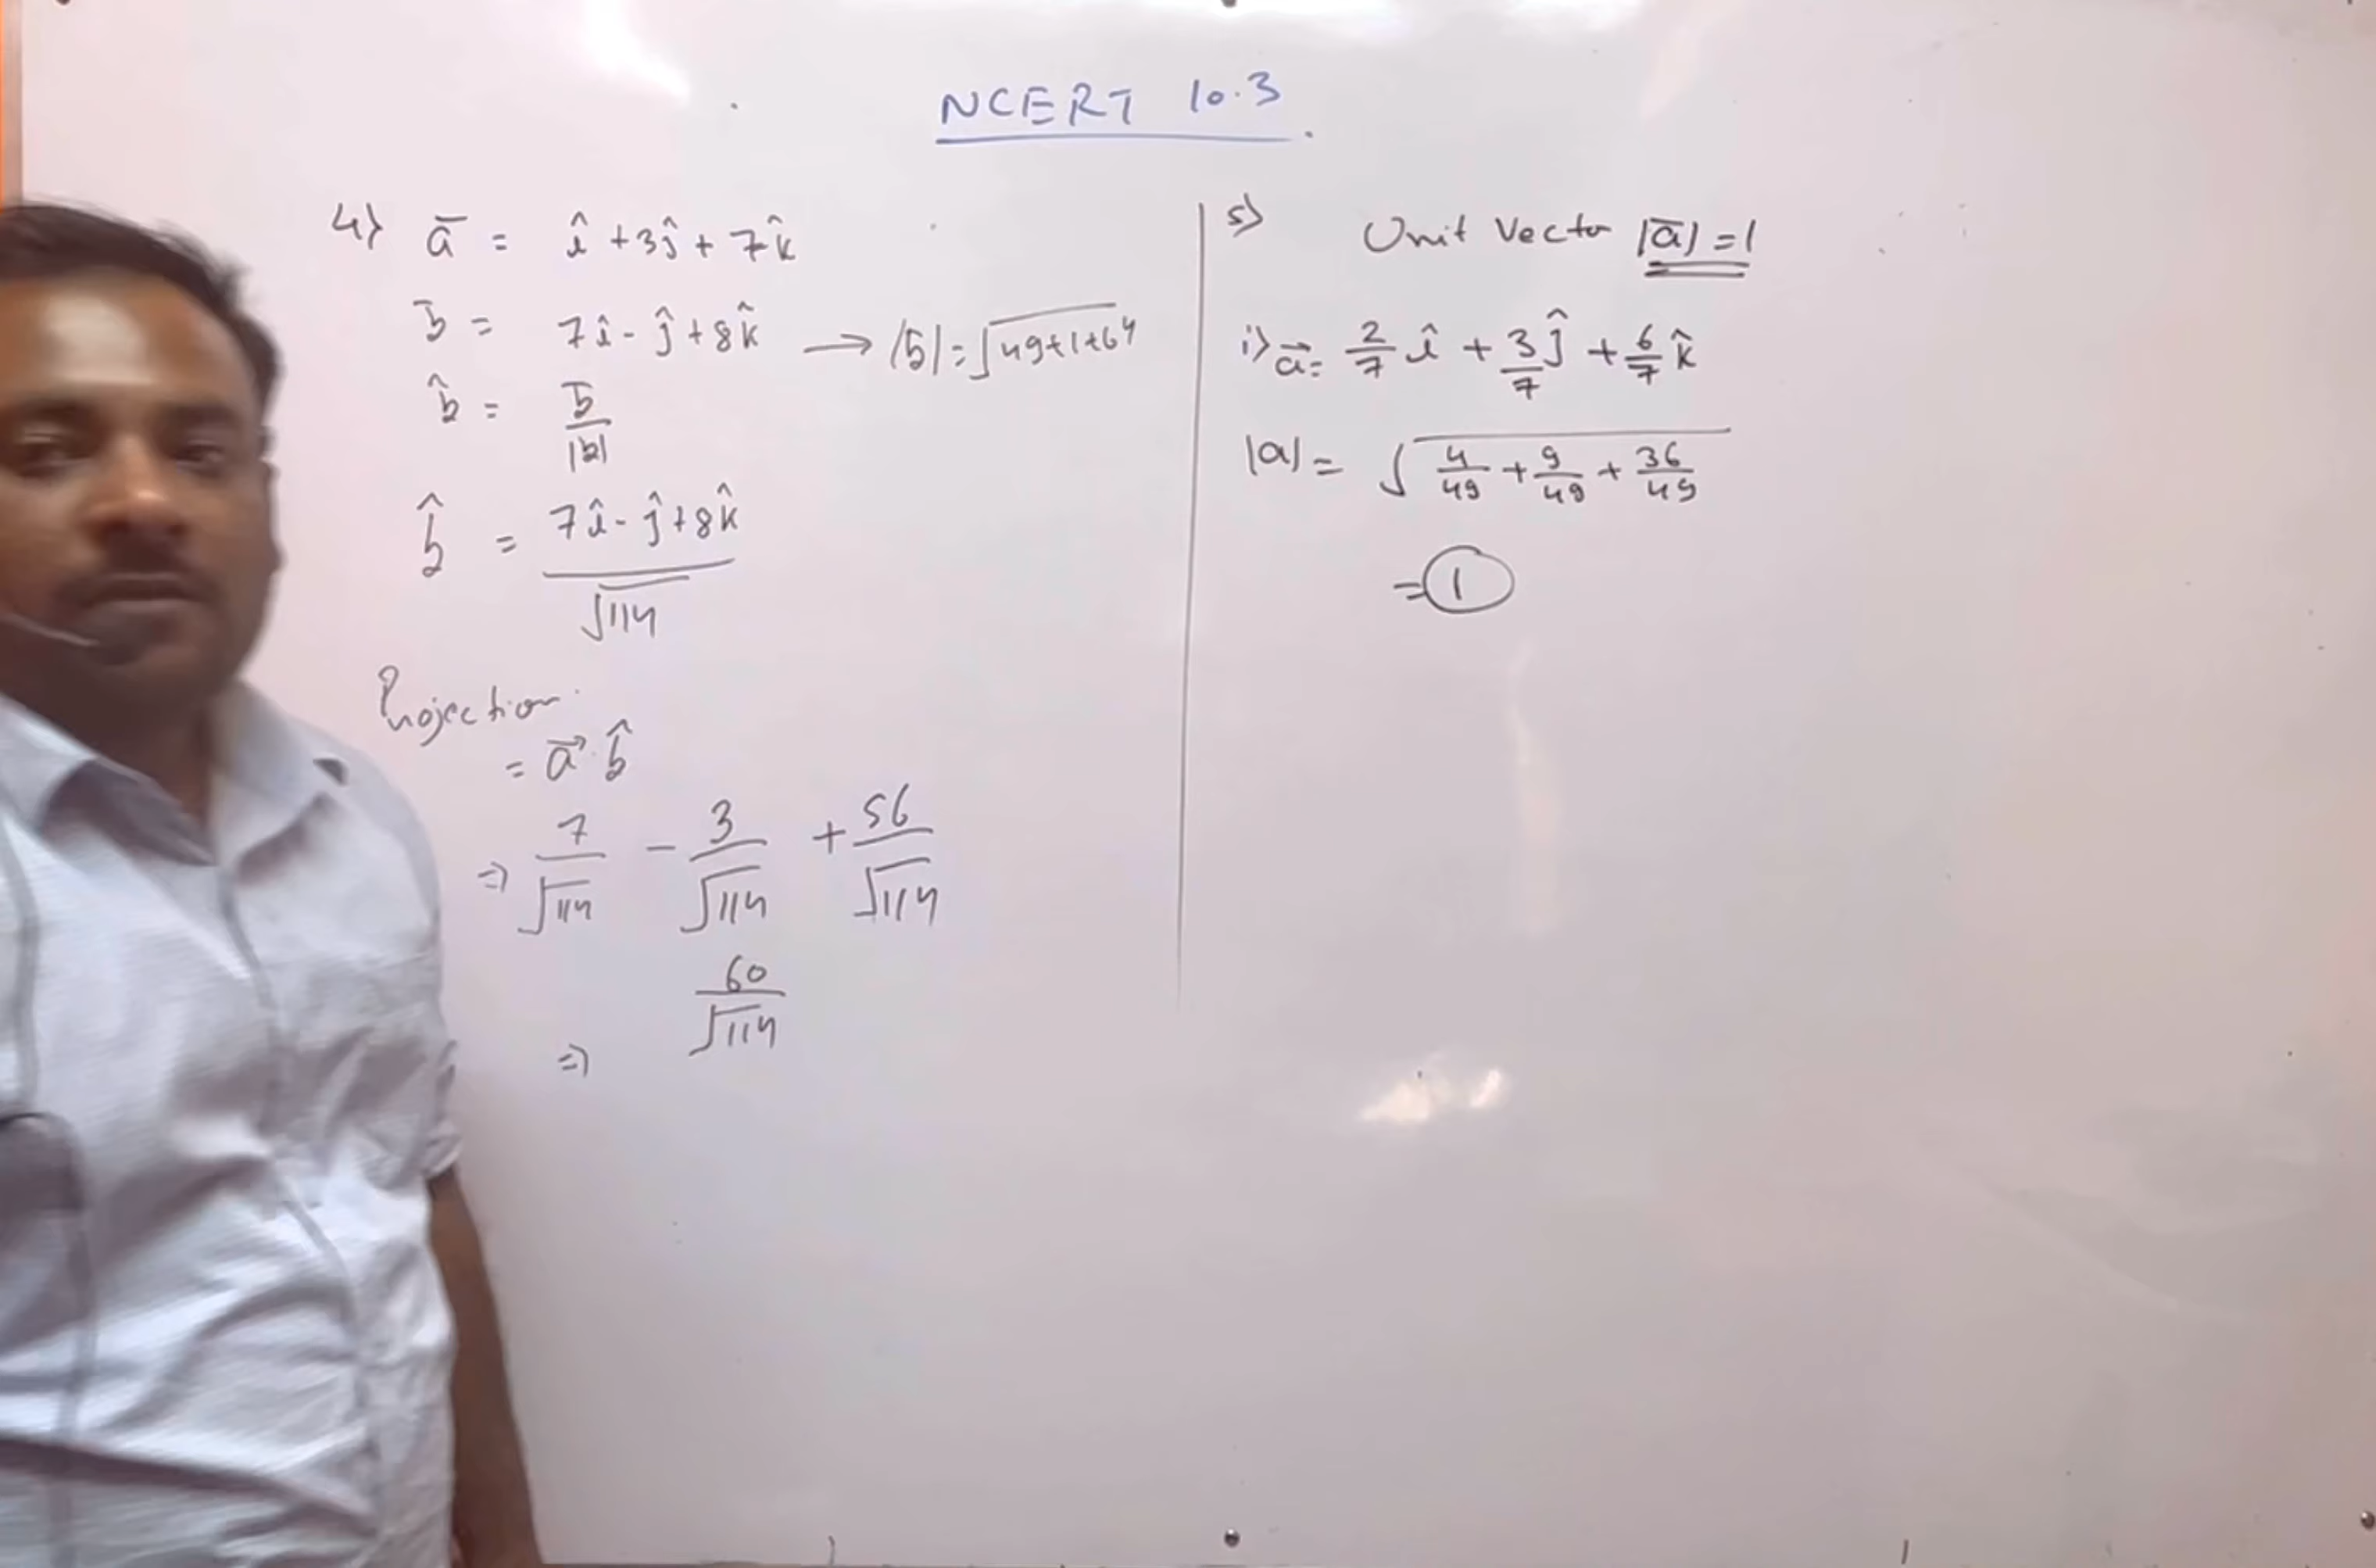 NCERT 10.3
4) a̅ = î + 3ĵ + 7k̂
b̅ = 7î - ĵ + 8k̂ → |b̅| = √49+1+64
b̂ = b̅/|b|
b̂ = 7î - ĵ + 8k̂/√114
Projection
= a⃗ · b̂
⇒ 7/√114 - 3/√114 + 56/√114
⇒ 60/√114
5) Unit Vector |a̅| = 1
i) a⃗ = 2/7 î + 3/7 ĵ + 6/7 k̂
|a| = √4/49 + 9/49 + 36/49
= 1